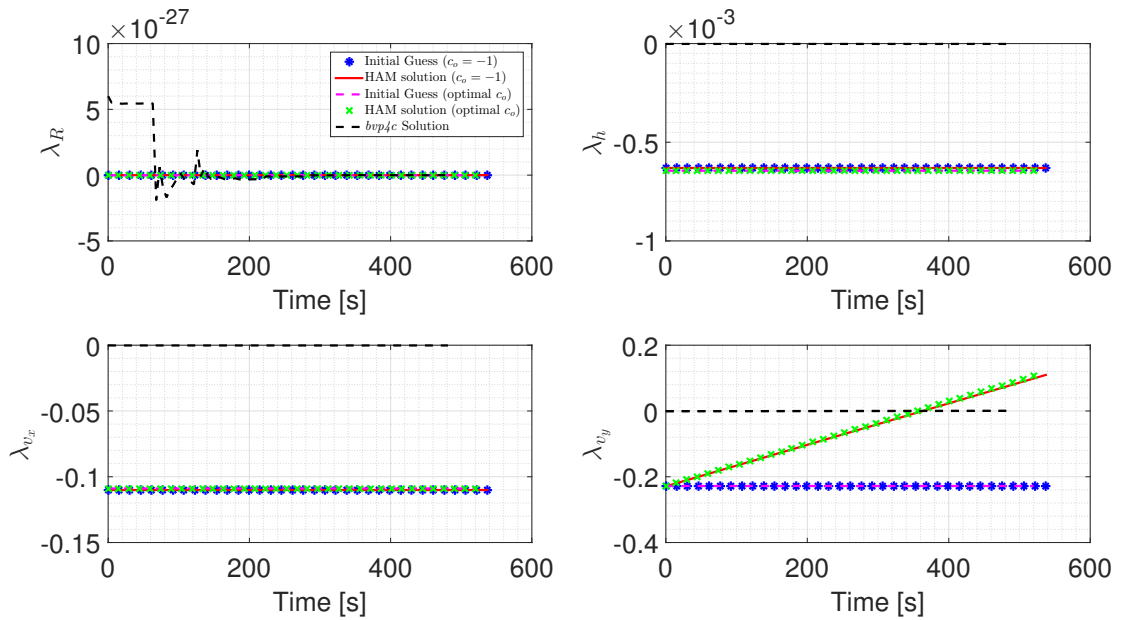 ×10^-27
10
5
0
-5
0
200
400
600
λ_R
Time [s]
Initial Guess (c_o = −1)
HAM solution (c_o = −1)
Initial Guess (optimal c_o)
HAM solution (optimal c_o)
bvp4c Solution
×10^-3
0
-0.5
-1
0
200
400
600
λ_h
Time [s]
0
-0.05
-0.1
-0.15
0
200
400
600
λ_{v_x}
Time [s]
0.2
0
-0.2
-0.4
0
200
400
600
λ_{v_y}
Time [s]